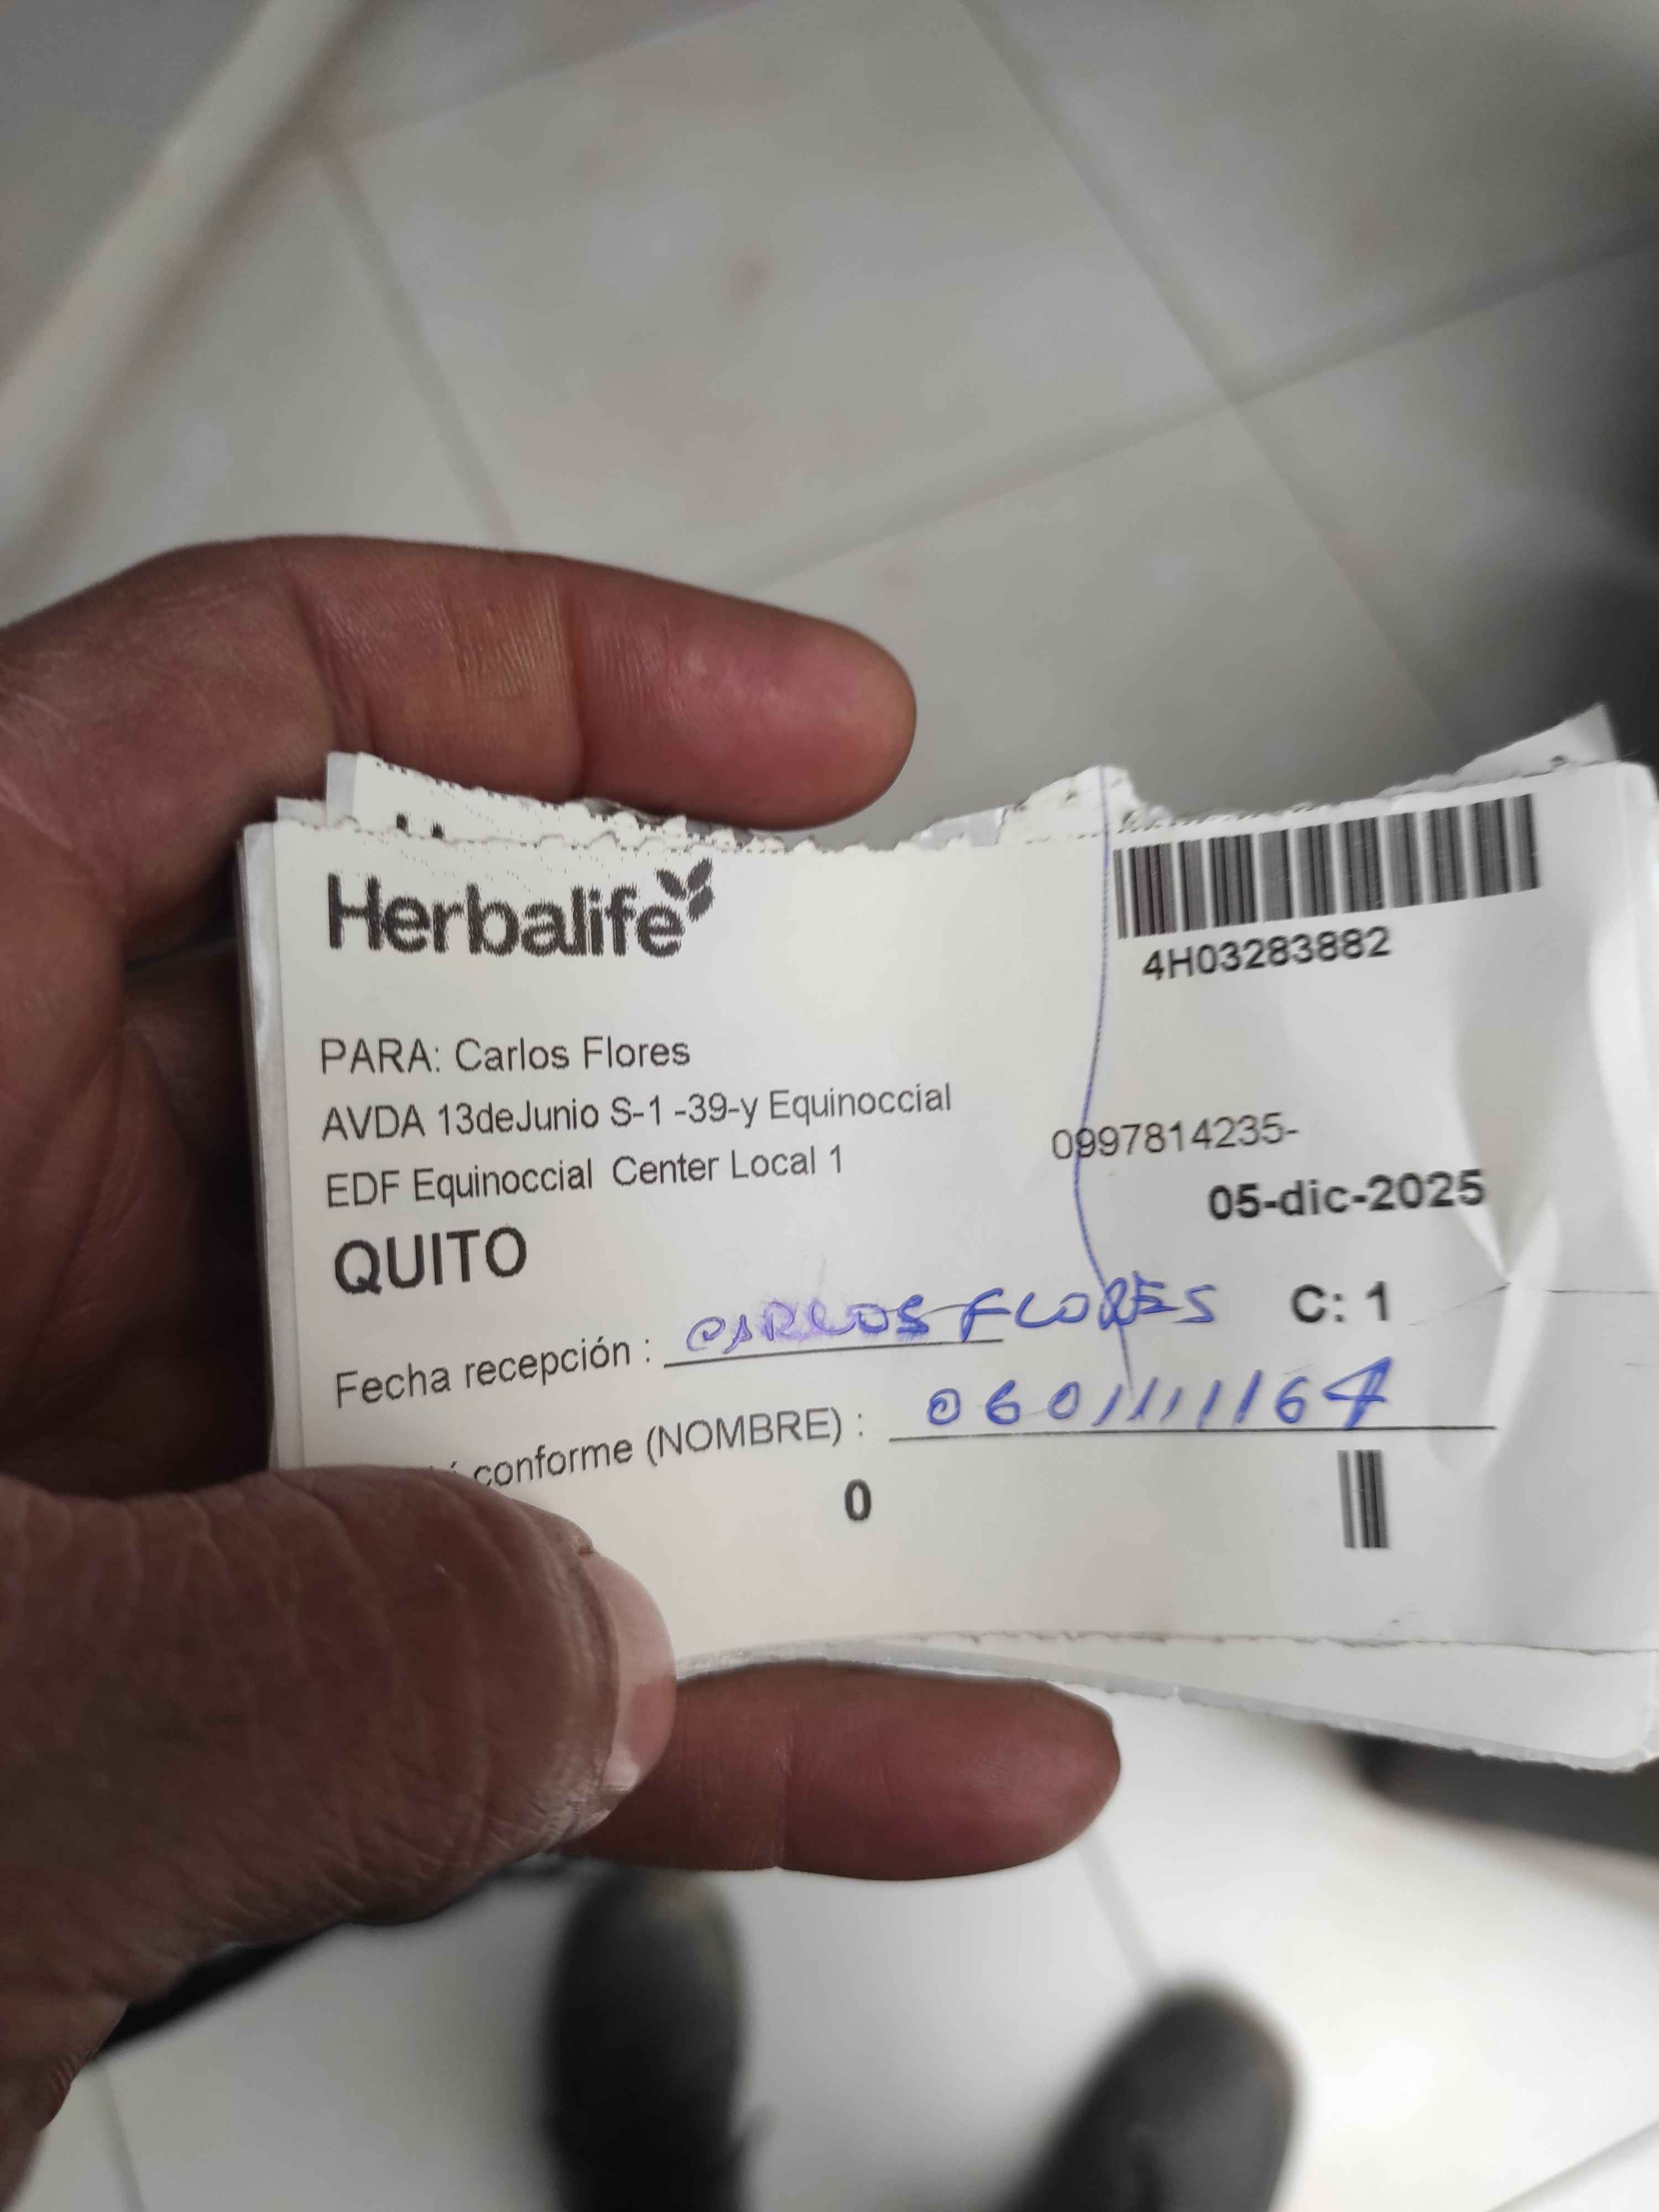 Herbalife
4H03283882
PARA: Carlos Flores
AVDA 13deJunio S-1 -39-y Equinoccial
0997814235-
EDF Equinoccial Center Local 1
05-dic-2025
QUITO
C: 1
Fecha recepción : CARLOS FLORES
conforme (NOMBRE) :
0